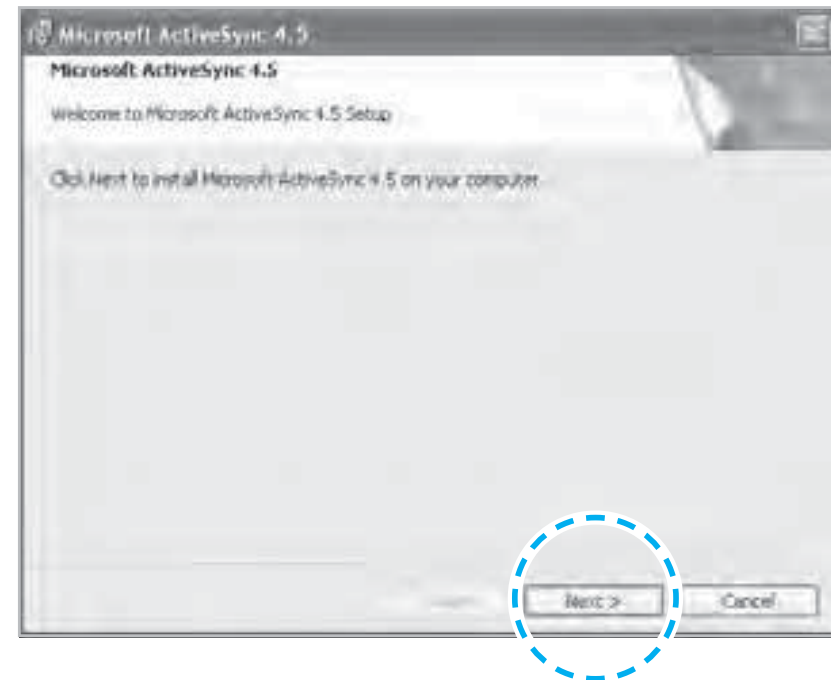 Microsoft ActiveSync 4.5
Microsoft ActiveSync 4.5
Welcome to Microsoft ActiveSync 4.5 Setup
Click Next to install Microsoft ActiveSync 4.5 on your computer
Next > Cancel